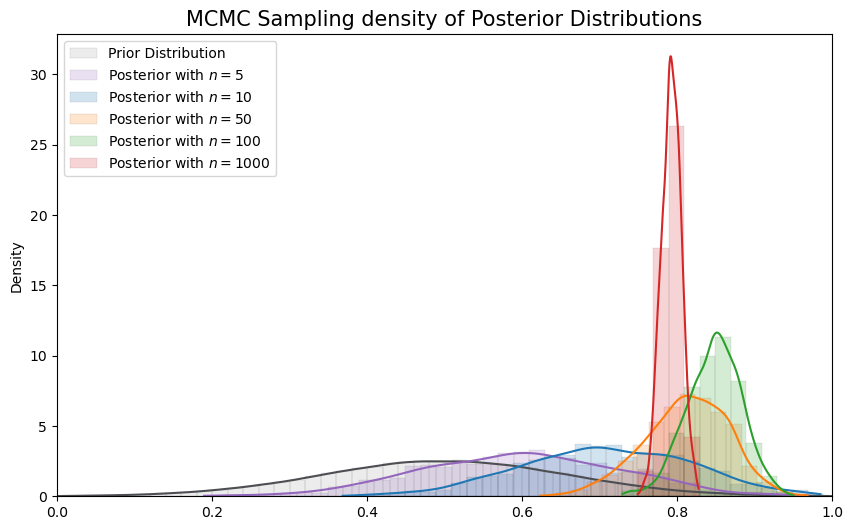 MCMC Sampling density of Posterior Distributions
Prior Distribution
Posterior with n = 5
Posterior with n = 10
Posterior with n = 50
Posterior with n = 100
Posterior with n = 1000
Density
30
25
20
15
10
5
0
0.0 0.2 0.4 0.6 0.8 1.0